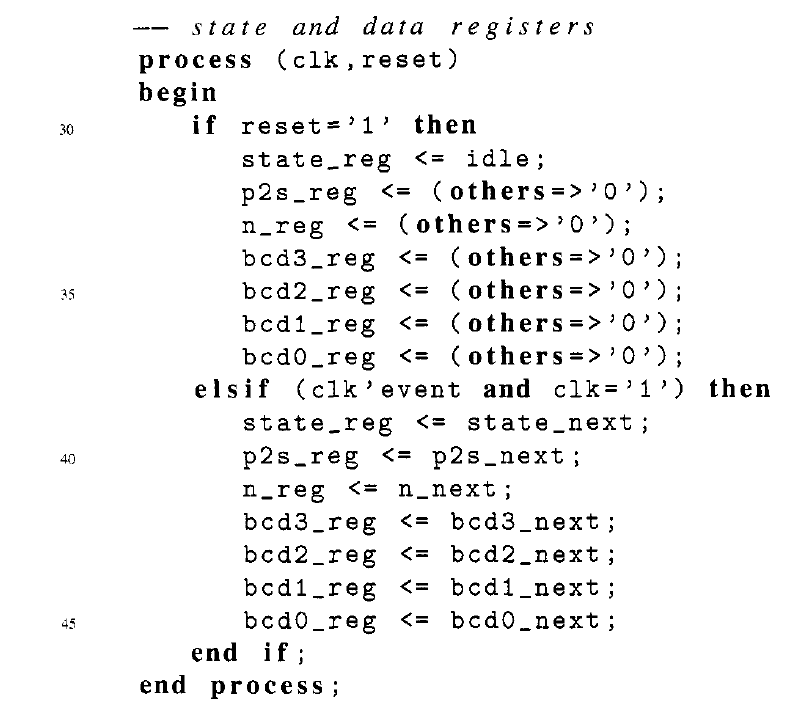 -- state and data registers
process (clk,reset)
begin
30 if reset='1' then
state_reg <= idle;
p2s_reg <= (others=>'0');
n_reg <= (others=>'0');
bcd3_reg <= (others=>'0');
35 bcd2_reg <= (others=>'0');
bcd1_reg <= (others=>'0');
bcd0_reg <= (others=>'0');
elsif (clk'event and clk='1') then
state_reg <= state_next;
40 p2s_reg <= p2s_next;
n_reg <= n_next;
bcd3_reg <= bcd3_next;
bcd2_reg <= bcd2_next;
bcd1_reg <= bcd1_next;
45 bcd0_reg <= bcd0_next;
end if;
end process;